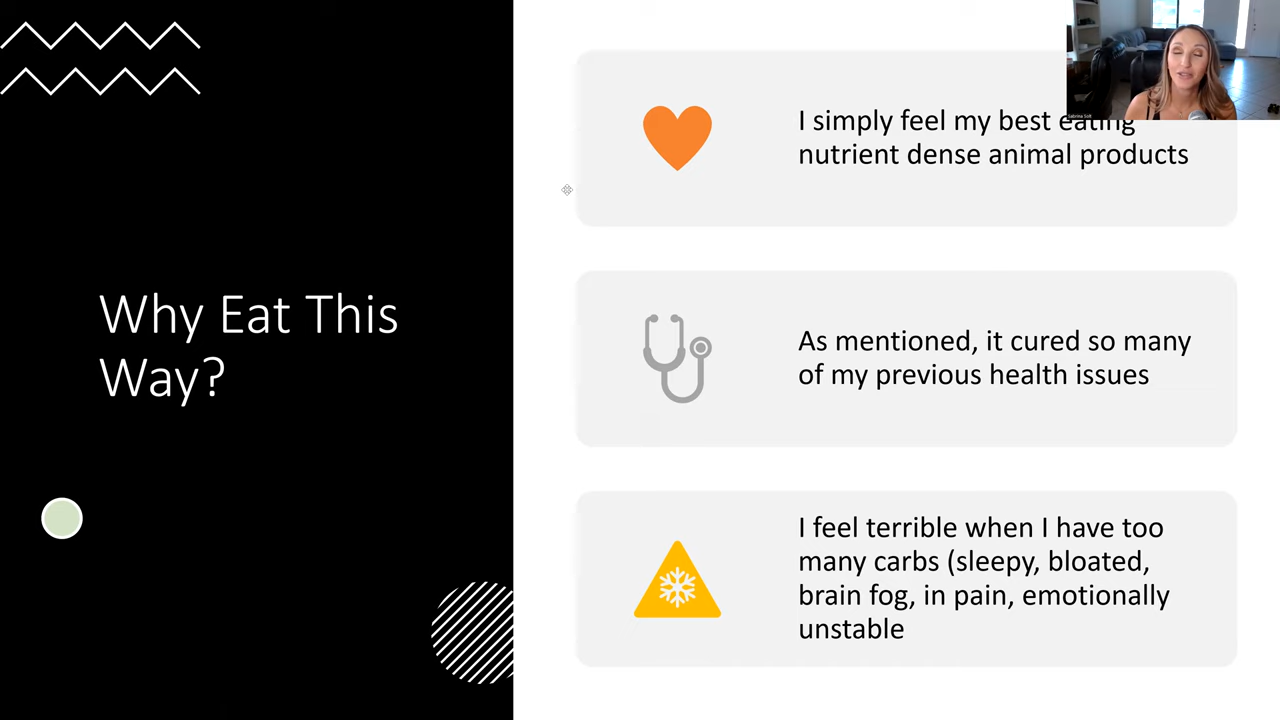 Why Eat This
Way?
I simply feel my best eating
nutrient dense animal products
As mentioned, it cured so many
of my previous health issues
I feel terrible when I have too
many carbs (sleepy, bloated,
brain fog, in pain, emotionally
unstable
Sabrina Solt